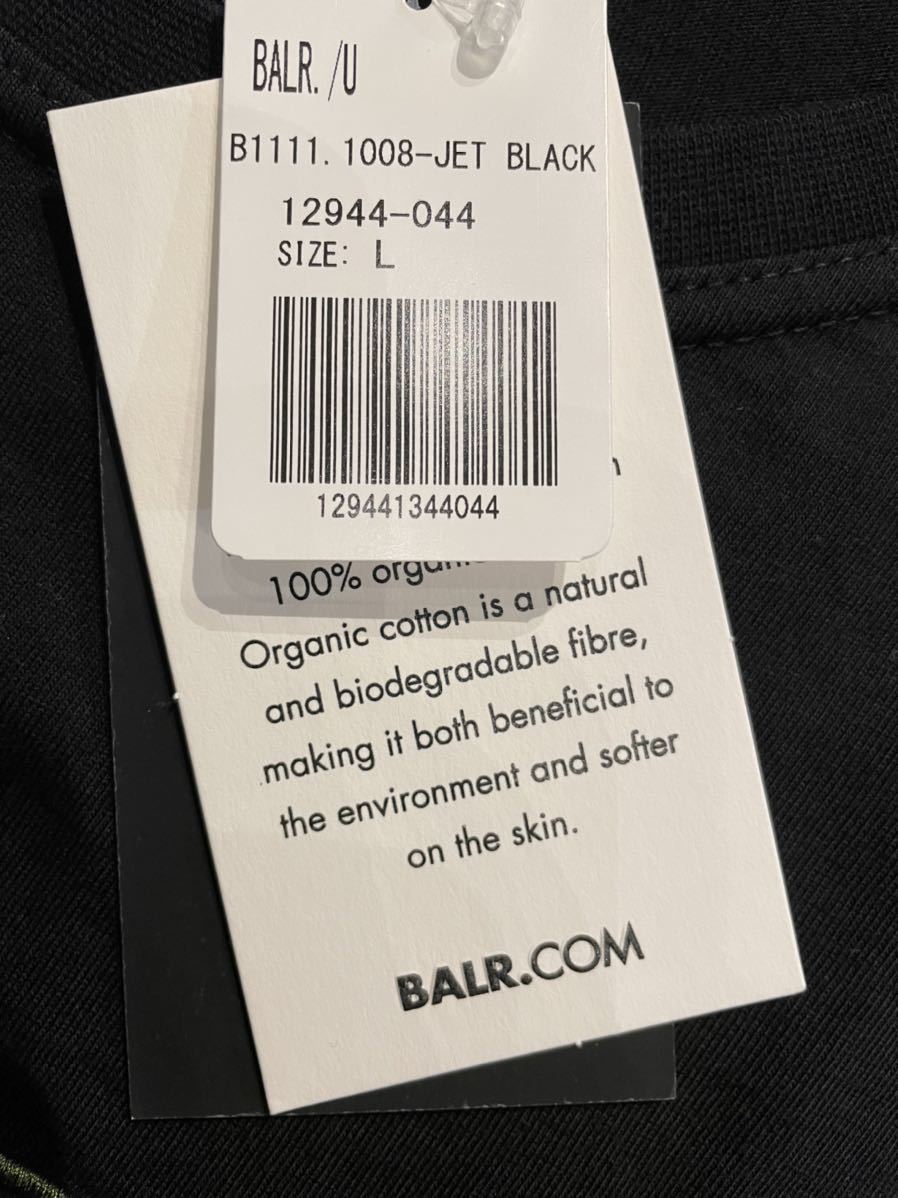 BALR. /U
B1111. 1008-JET BLACK
12944-044
SIZE: L
129441344044
100%
Organic cotton is a natural
and biodegradable fibre,
making it both beneficial to
the environment and softer
on the skin.
BALR.COM